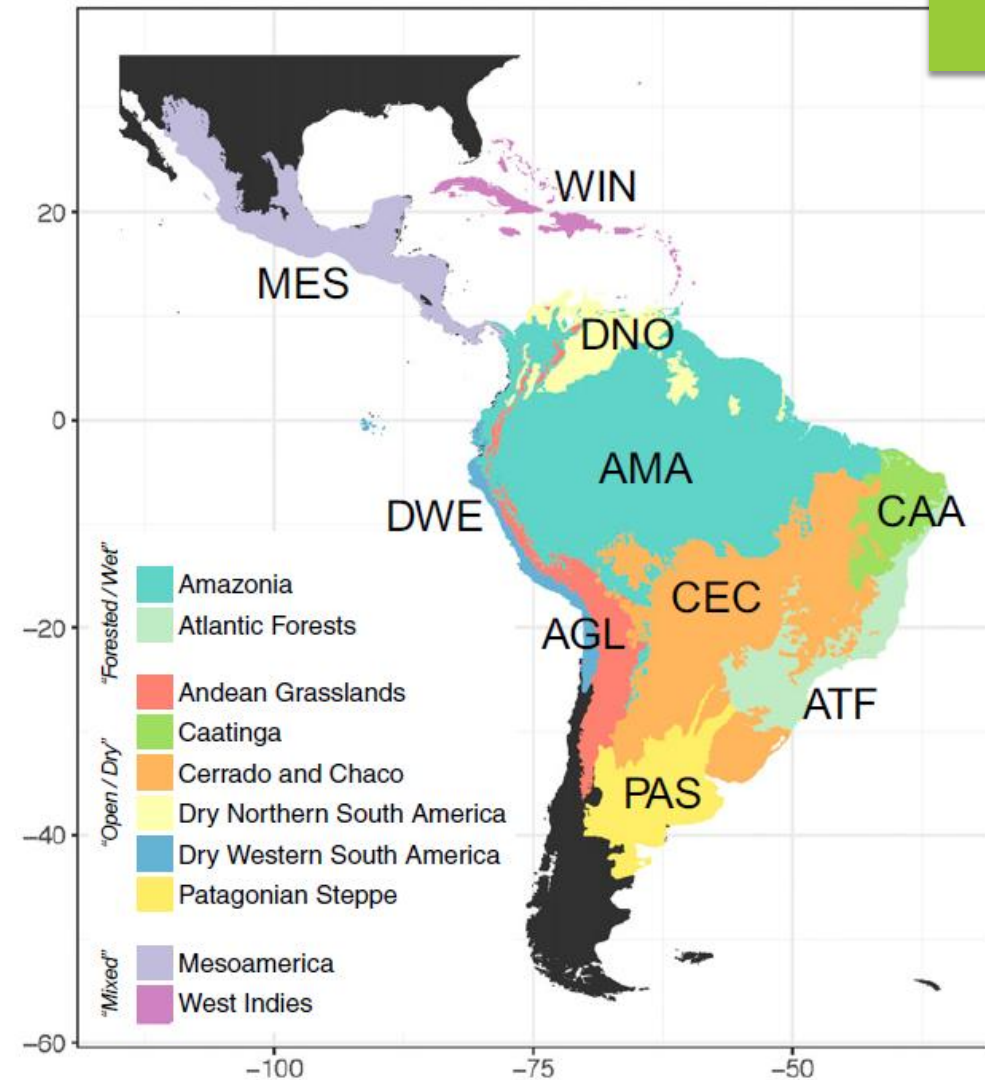 WIN
20
MES
DNO
0
AMA
DWE
CAA
"Forested / Wet"
Amazonia
Atlantic Forests
CEC
−20
AGL
"Open / Dry"
Andean Grasslands
Caatinga
Cerrado and Chaco
Dry Northern South America
Dry Western South America
Patagonian Steppe
ATF
PAS
−40
"Mixed"
Mesoamerica
West Indies
−60
−100
−75
−50